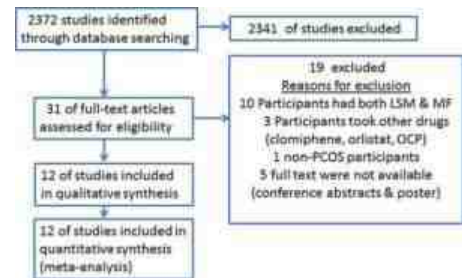 2372 studies identified
through database searching
2341 of studies excluded
31 of full-text articles
assessed for eligibility
19 excluded
Reasons for exclusion
10 Participants had both LSM & MF
3 Participants took other drugs
(clomiphene, orlistat, OCP)
1 non-PCOS participants
5 full text were not available
(conference abstracts & poster)
12 of studies included
in qualitative synthesis
12 of studies included in
quantitative synthesis
(meta-analysis)